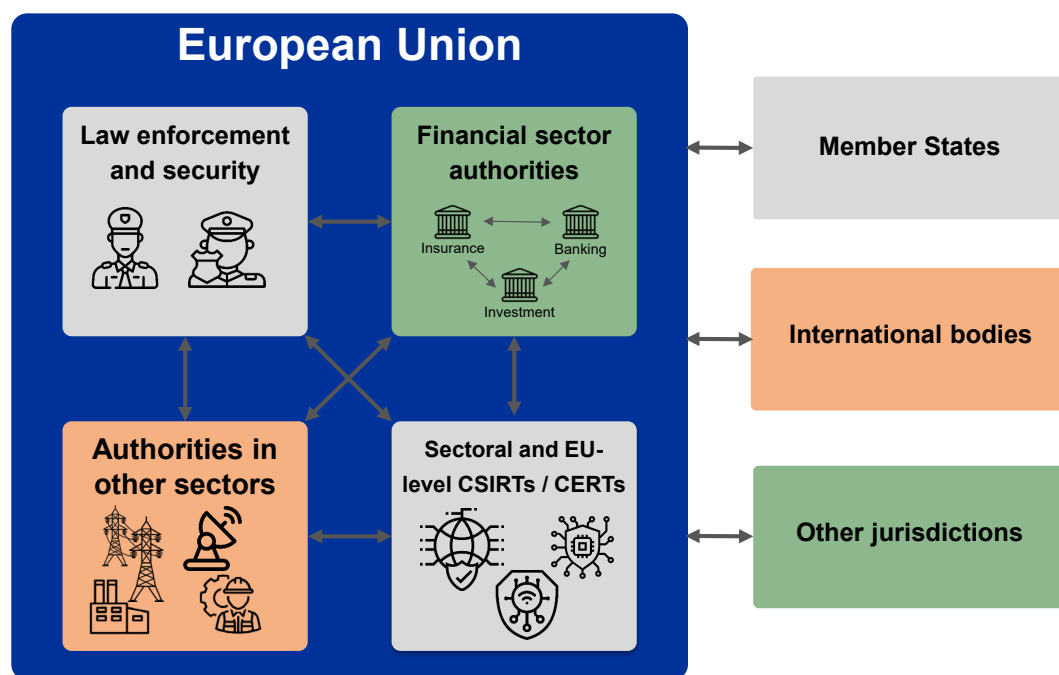 European Union
Law enforcement
and security
Financial sector
authorities
Insurance
Banking
Investment
Authorities in
other sectors
Sectoral and EU-
level CSIRTs / CERTs
Member States
International bodies
Other jurisdictions